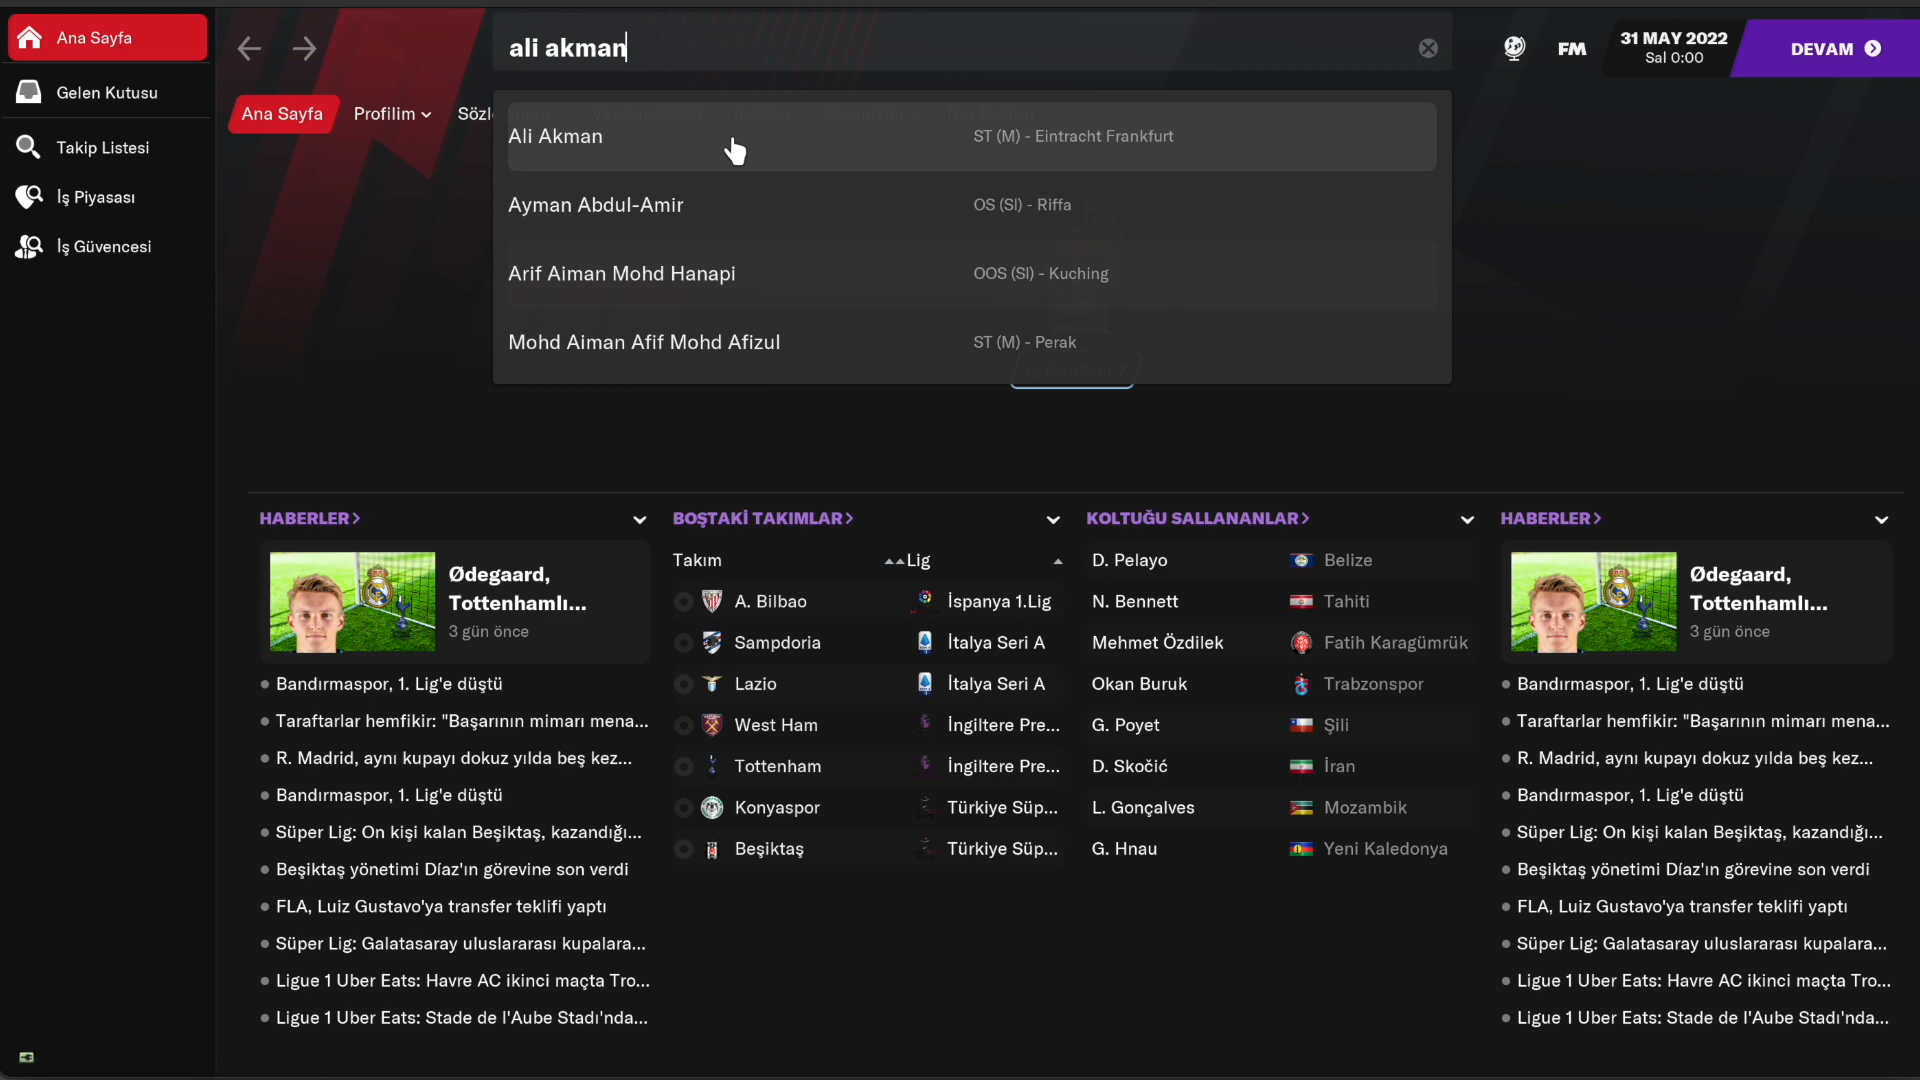 Ana Sayfa
Gelen Kutusu
Takip Listesi
İş Piyasası
İş Güvencesi
ali akman
FM
31 MAY 2022
Sal 0:00
DEVAM
Ana Sayfa
Profilim
Ali Akman
ST (M) - Eintracht Frankfurt
Ayman Abdul-Amir
OS (Sl) - Riffa
Arif Aiman Mohd Hanapi
OOS (Sl) - Kuching
Mohd Aiman Afif Mohd Afizul
ST (M) - Perak
HABERLER
Ødegaard,
Tottenhamlı...
3 gün önce
Bandırmaspor, 1. Lig'e düştü
Taraftarlar hemfikir: "Başarının mimarı mena...
R. Madrid, aynı kupayı dokuz yılda beş kez...
Bandırmaspor, 1. Lig'e düştü
Süper Lig: On kişi kalan Beşiktaş, kazandığı...
Beşiktaş yönetimi Díaz'ın görevine son verdi
FLA, Luiz Gustavo'ya transfer teklifi yaptı
Süper Lig: Galatasaray uluslararası kupalara...
Ligue 1 Uber Eats: Havre AC ikinci maçta Tro...
Ligue 1 Uber Eats: Stade de l'Aube Stadı'nda...
BOŞTAKİ TAKIMLAR
Takım Lig
A. Bilbao İspanya 1.Lig
Sampdoria İtalya Seri A
Lazio İtalya Seri A
West Ham İngiltere Pre...
Tottenham İngiltere Pre...
Konyaspor Türkiye Süp...
Beşiktaş Türkiye Süp...
KOLTUĞU SALLANANLAR
D. Pelayo Belize
N. Bennett Tahiti
Mehmet Özdilek Fatih Karagümrük
Okan Buruk Trabzonspor
G. Poyet Şili
D. Skočić İran
L. Gonçalves Mozambik
G. Hnau Yeni Kaledonya
HABERLER
Ødegaard,
Tottenhamlı...
3 gün önce
Bandırmaspor, 1. Lig'e düştü
Taraftarlar hemfikir: "Başarının mimarı mena...
R. Madrid, aynı kupayı dokuz yılda beş kez...
Bandırmaspor, 1. Lig'e düştü
Süper Lig: On kişi kalan Beşiktaş, kazandığı...
Beşiktaş yönetimi Díaz'ın görevine son verdi
FLA, Luiz Gustavo'ya transfer teklifi yaptı
Süper Lig: Galatasaray uluslararası kupalara...
Ligue 1 Uber Eats: Havre AC ikinci maçta Tro...
Ligue 1 Uber Eats: Stade de l'Aube Stadı'nda...